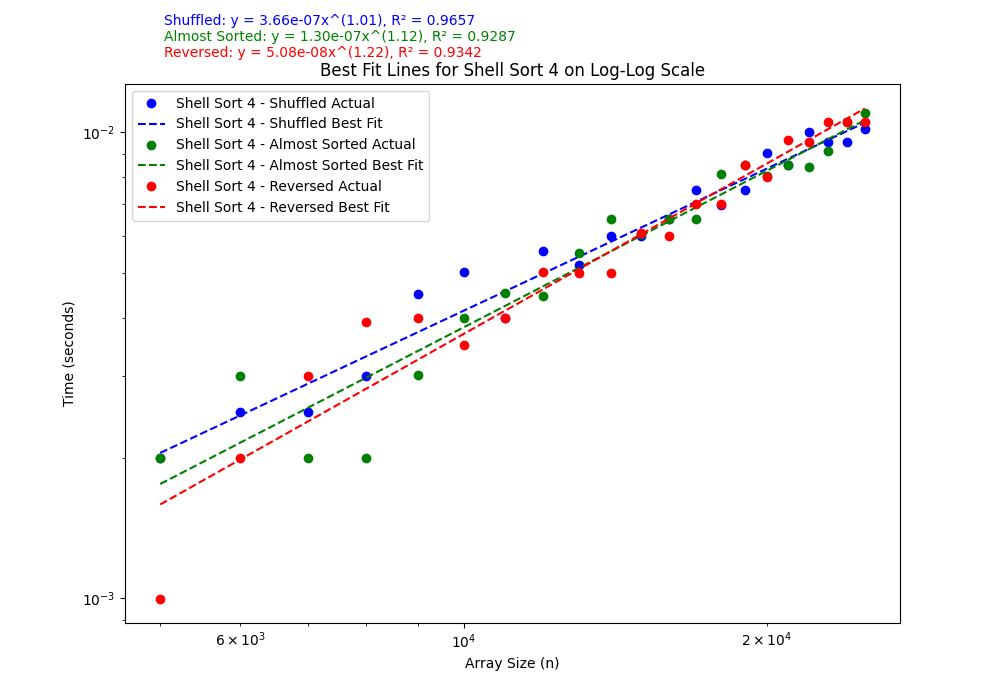 Shuffled: y = 3.66e-07x^(1.01), R² = 0.9657
Almost Sorted: y = 1.30e-07x^(1.12), R² = 0.9287
Reversed: y = 5.08e-08x^(1.22), R² = 0.9342
Best Fit Lines for Shell Sort 4 on Log-Log Scale
Shell Sort 4 - Shuffled Actual
Shell Sort 4 - Shuffled Best Fit
Shell Sort 4 - Almost Sorted Actual
Shell Sort 4 - Almost Sorted Best Fit
Shell Sort 4 - Reversed Actual
Shell Sort 4 - Reversed Best Fit
10⁻²
10⁻³
Time (seconds)
6 × 10³
10⁴
2 × 10⁴
Array Size (n)